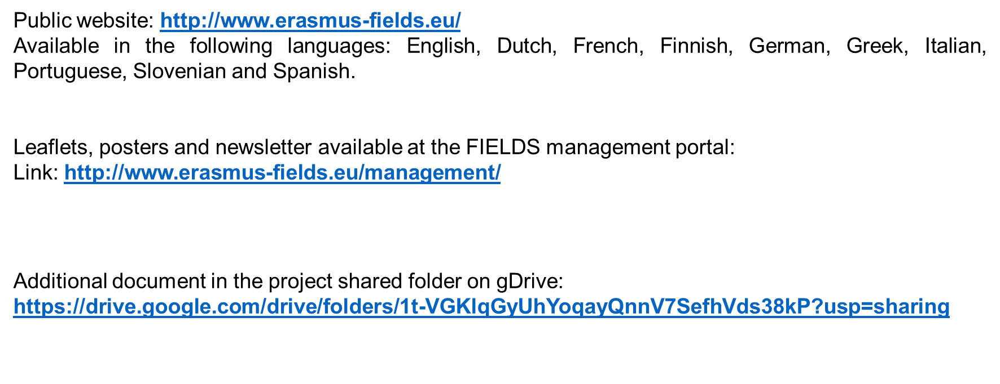 Public website: http://www.erasmus-fields.eu/
Available in the following languages: English, Dutch, French, Finnish, German, Greek, Italian,
Portuguese, Slovenian and Spanish.
Leaflets, posters and newsletter available at the FIELDS management portal:
Link: http://www.erasmus-fields.eu/management/
Additional document in the project shared folder on gDrive:
https://drive.google.com/drive/folders/1t-VGKlqGyUhYoqayQnnV7SefhVds38kP?usp=sharing